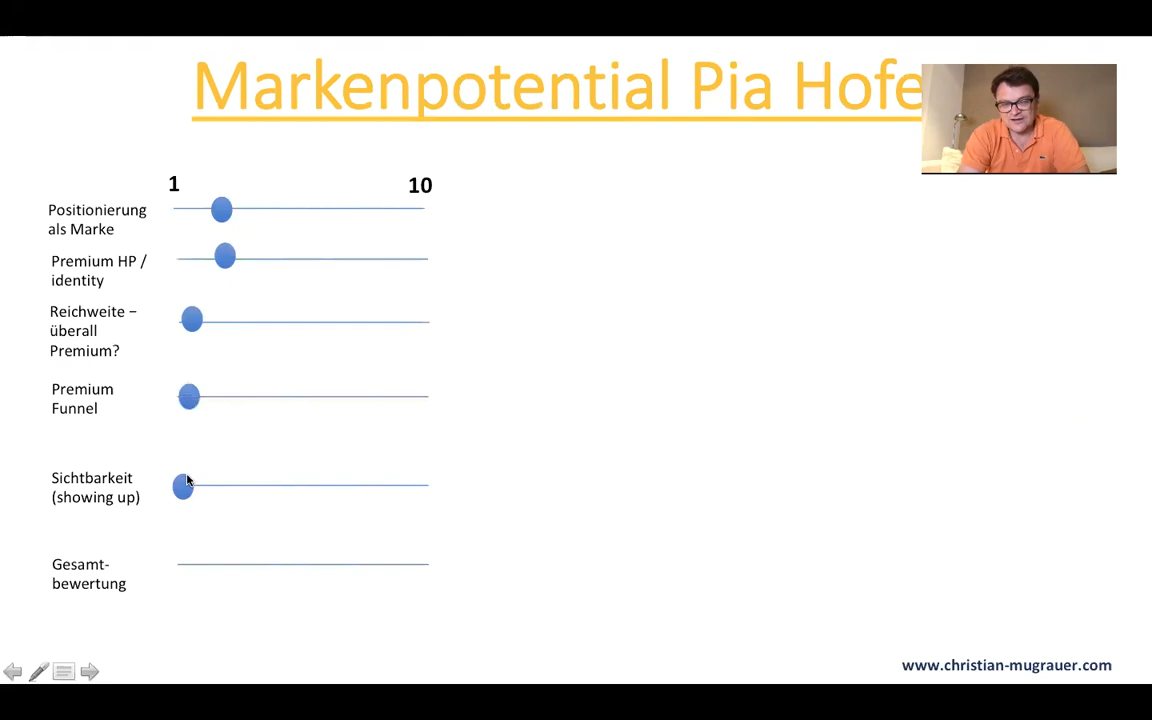 Markenpotential Pia Hofe
1
10
Positionierung
als Marke
Premium HP /
identity
Reichweite –
überall
Premium?
Premium
Funnel
Sichtbarkeit
(showing up)
Gesamt-
bewertung
www.christian-mugrauer.com